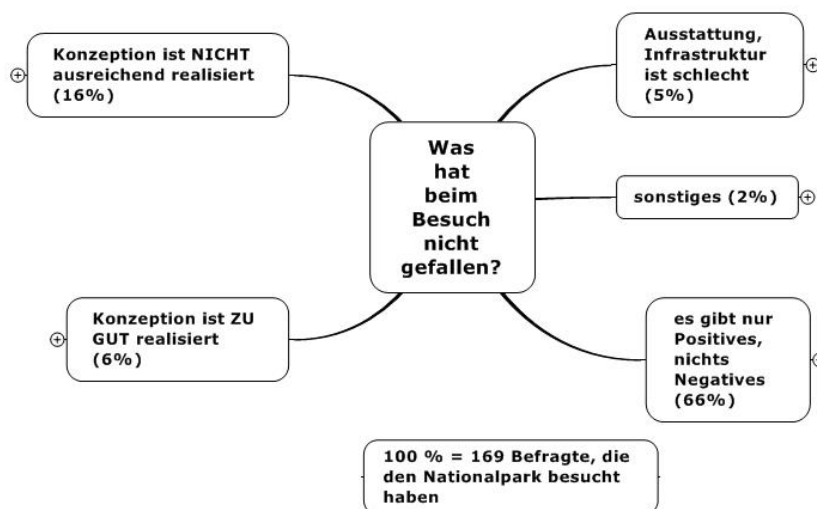 Konzeption ist NICHT
ausreichend realisiert
(16%)
Ausstattung,
Infrastruktur
ist schlecht
(5%)
Was
hat
beim
Besuch
nicht
gefallen?
sonstiges (2%)
Konzeption ist ZU
GUT realisiert
(6%)
es gibt nur
Positives,
nichts
Negatives
(66%)
100 % = 169 Befragte, die
den Nationalpark besucht
haben